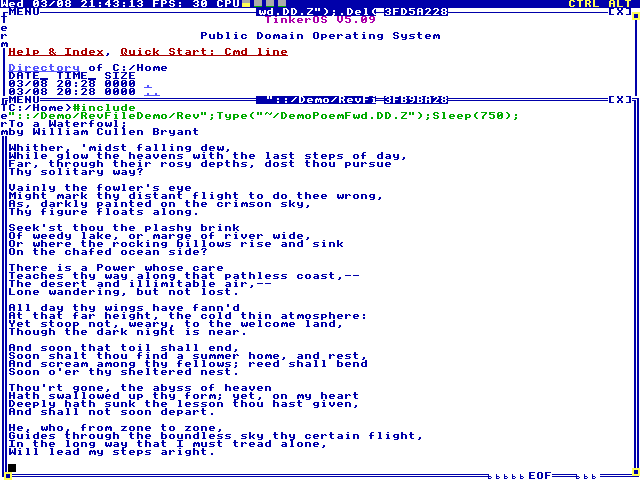 Wed 03/08 21:43:13 FPS: 30 CPU CTRL ALT
MENU wd.DD.Z");.Del( 3FD5A228 [X]
TinkerOS V5.09
Public Domain Operating System
Help & Index, Quick Start: Cmd line
Directory of C:/Home
DATE_ TIME_ SIZE
03/08 20:28 0000 .
03/08 20:28 0000 ..
MENU "::/Demo/RevFi 3FB98A28 [X]
C:/Home>#include
"::/Demo/RevFileDemo/Rev";Type("~/DemoPoemFwd.DD.Z");Sleep(750);
To a Waterfowl;
by William Cullen Bryant
Whither, 'midst falling dew,
While glow the heavens with the last steps of day,
Far, through their rosy depths, dost thou pursue
Thy solitary way?
Vainly the fowler's eye
Might mark thy distant flight to do thee wrong,
As, darkly painted on the crimson sky,
Thy figure floats along.
Seek'st thou the plashy brink
Of weedy lake, or marge of river wide,
Or where the rocking billows rise and sink
On the chafed ocean side?
There is a Power whose care
Teaches thy way along that pathless coast,--
The desert and illimitable air,--
Lone wandering, but not lost.
All day thy wings have fann'd
At that far height, the cold thin atmosphere:
Yet stoop not, weary, to the welcome land,
Though the dark night is near.
And soon that toil shall end,
Soon shalt thou find a summer home, and rest,
And scream among thy fellows; reed shall bend
Soon o'er thy sheltered nest.
Thou'rt gone, the abyss of heaven
Hath swallowed up thy form; yet, on my heart
Deeply hath sunk the lesson thou hast given,
And shall not soon depart.
He, who, from zone to zone,
Guides through the boundless sky thy certain flight,
In the long way that I must tread alone,
Will lead my steps aright.
EOF